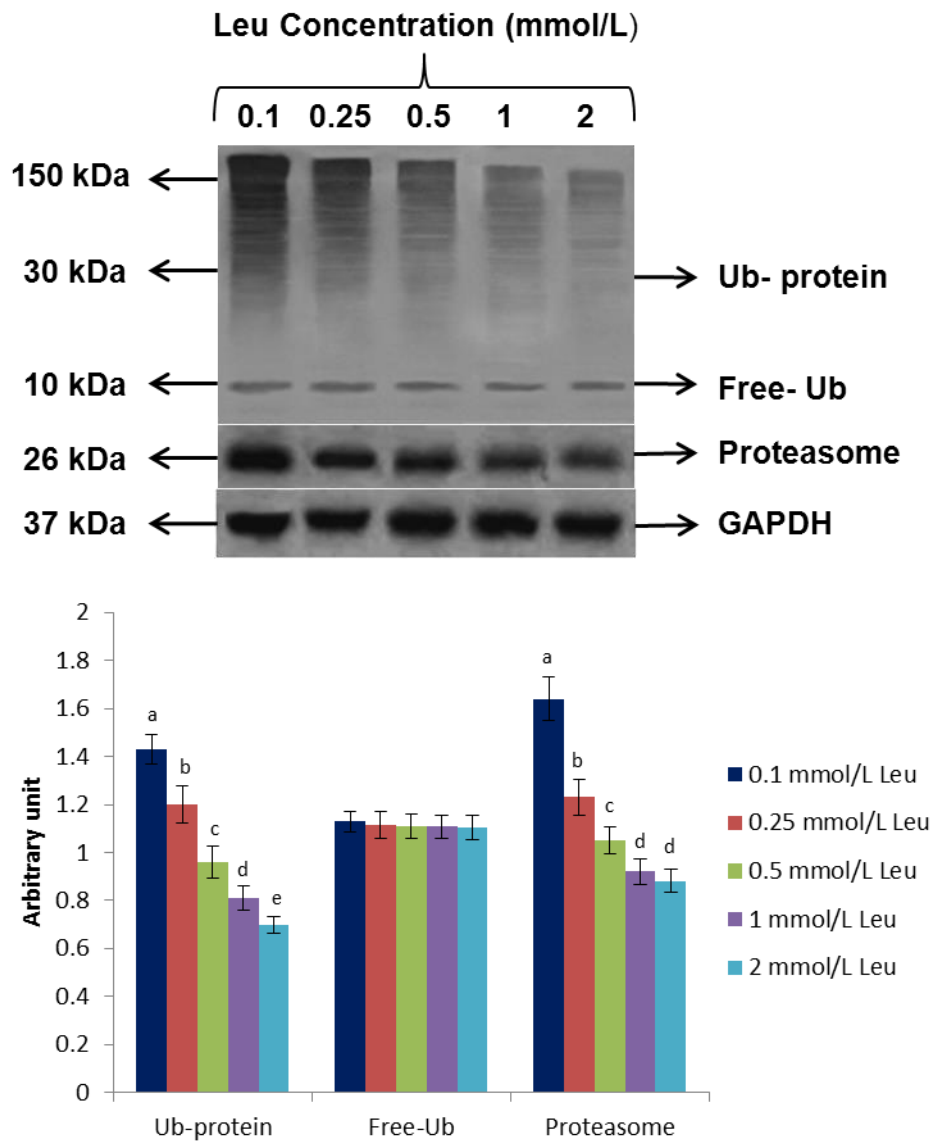 Leu Concentration (mmol/L)
0.1 0.25 0.5 1 2
150 kDa
30 kDa
Ub- protein
10 kDa
Free- Ub
26 kDa
Proteasome
37 kDa
GAPDH
2
1.8
1.6
1.4
1.2
1
0.8
0.6
0.4
0.2
0
Arbitrary unit
a
b
c
d
e
a
b
c
d
d
Ub-protein
Free-Ub
Proteasome
0.1 mmol/L Leu
0.25 mmol/L Leu
0.5 mmol/L Leu
1 mmol/L Leu
2 mmol/L Leu